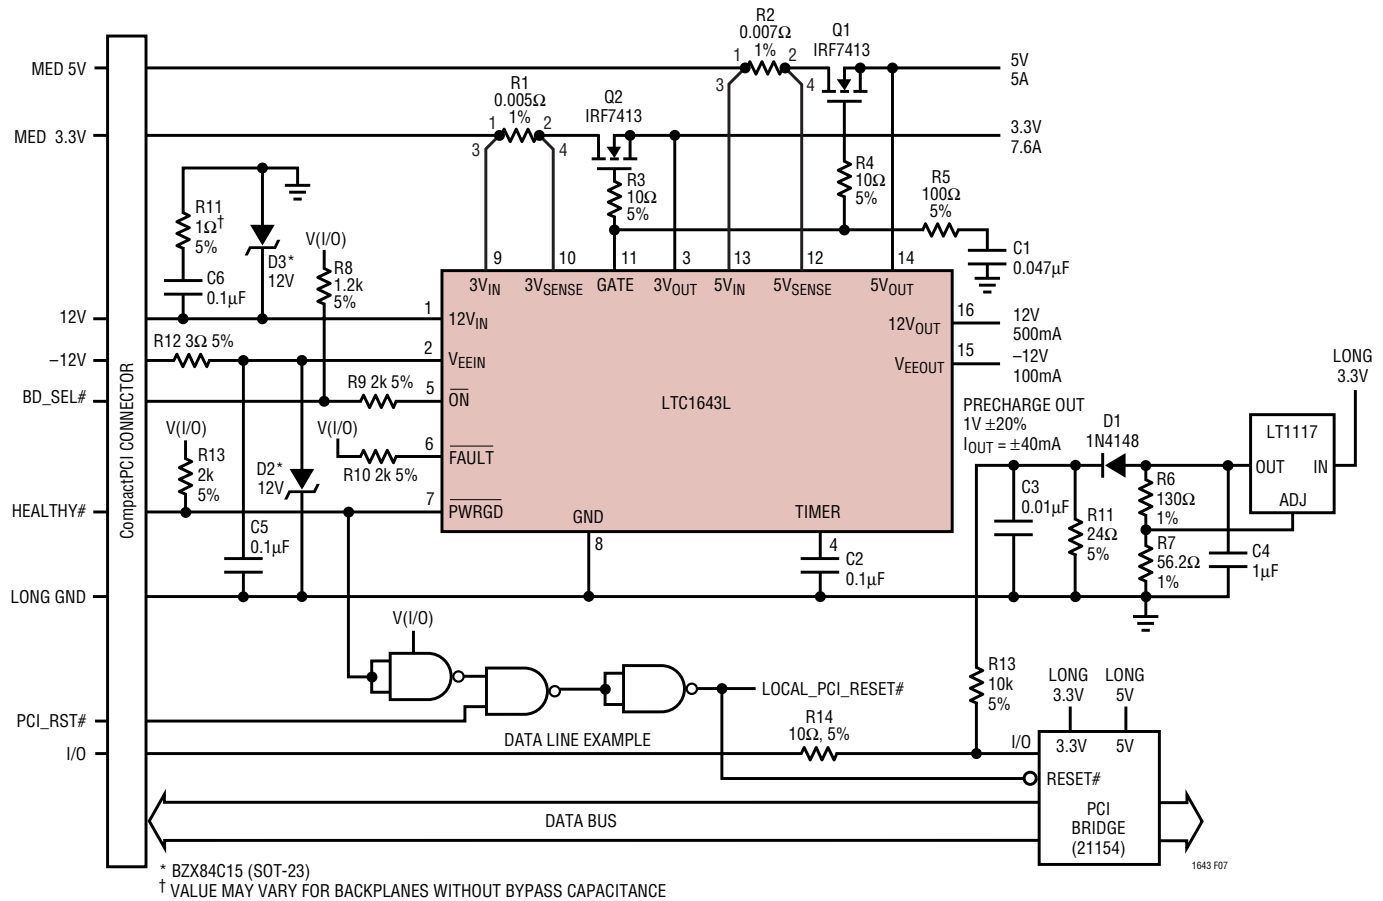 R2
0.007Ω
1%
Q1
IRF7413
1
2
3
4
MED 5V
5V
5A
R1
0.005Ω
1%
Q2
IRF7413
1
2
3
4
MED 3.3V
3.3V
7.6A
R3
10Ω
5%
R4
10Ω
5%
R5
100Ω
5%
C1
0.047µF
R11
1Ω†
5%
D3*
12V
C6
0.1µF
V(I/O)
R8
1.2k
5%
9
10
11
3
13
12
14
3VIN
3VSENSE
GATE
3VOUT
5VIN
5VSENSE
5VOUT
12V
1
12VIN
12VOUT
16
12V
500mA
–12V
R12 3Ω 5%
2
VEEIN
VEEOUT
15
–12V
100mA
BD_SEL#
R9 2k 5%
5
ON
LTC1643L
CompactPCI CONNECTOR
V(I/O)
R13
2k
5%
V(I/O)
R10 2k 5%
6
FAULT
D2*
12V
HEALTHY#
7
PWRGD
GND
8
TIMER
4
C2
0.1µF
C5
0.1µF
LONG GND
PRECHARGE OUT
1V ±20%
IOUT = ±40mA
D1
1N4148
LONG
3.3V
LT1117
OUT
IN
ADJ
C3
0.01µF
R11
24Ω
5%
R6
130Ω
1%
R7
56.2Ω
1%
C4
1µF
V(I/O)
LOCAL_PCI_RESET#
PCI_RST#
R13
10k
5%
R14
10Ω, 5%
I/O
DATA LINE EXAMPLE
LONG
3.3V
LONG
5V
I/O
3.3V
5V
RESET#
PCI
BRIDGE
(21154)
DATA BUS
1643 F07
* BZX84C15 (SOT-23)
† VALUE MAY VARY FOR BACKPLANES WITHOUT BYPASS CAPACITANCE